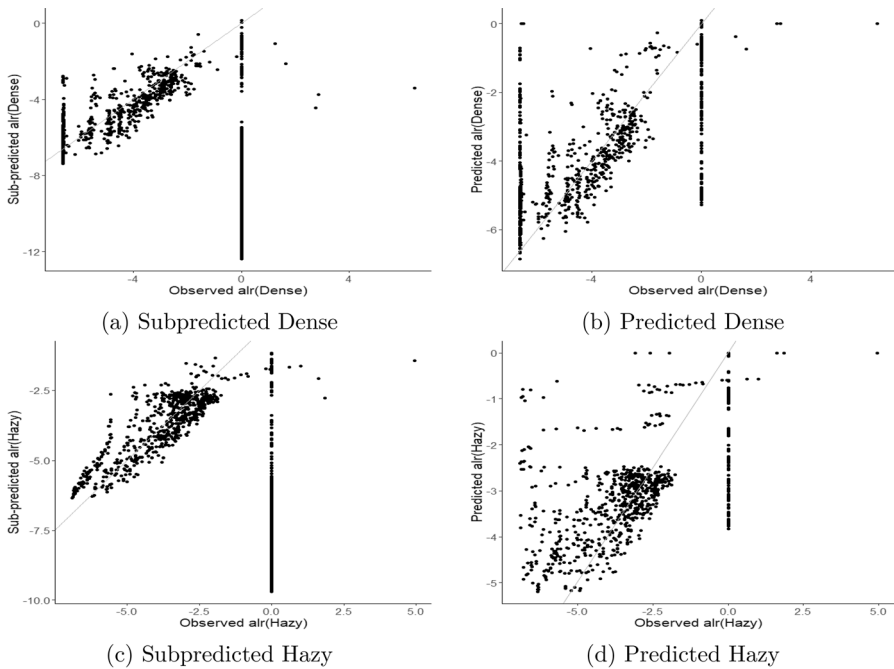 0
-4
-8
-12
-4
0
4
Sub-predicted alr(Dense)
Observed alr(Dense)
(a) Subpredicted Dense
0
-2
-4
-6
-4
0
4
Predicted alr(Dense)
Observed alr(Dense)
(b) Predicted Dense
-2.5
-5.0
-7.5
-10.0
-5.0
-2.5
0.0
2.5
5.0
Sub-predicted alr(Hazy)
Observed alr(Hazy)
(c) Subpredicted Hazy
0
-1
-2
-3
-4
-5
-5.0
-2.5
0.0
2.5
5.0
Predicted alr(Hazy)
Observed alr(Hazy)
(d) Predicted Hazy